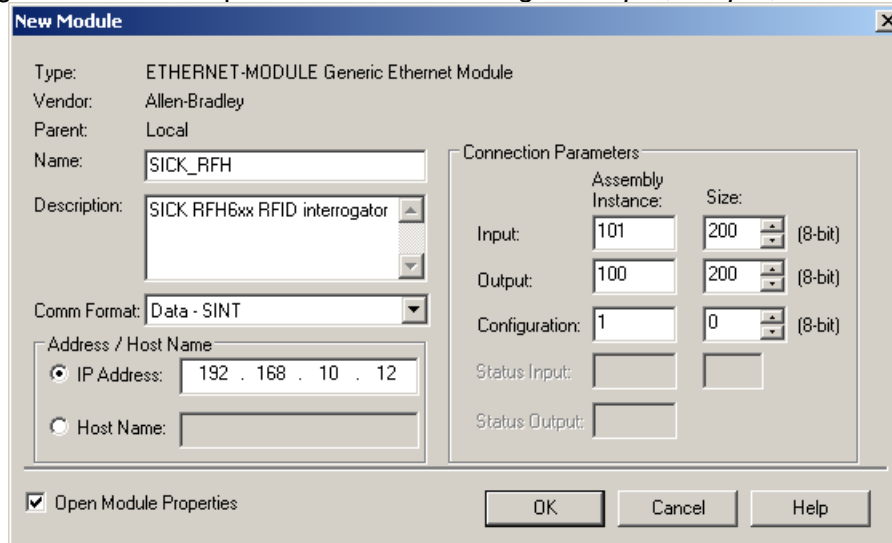 New Module
Type: ETHERNET-MODULE Generic Ethernet Module
Vendor: Allen-Bradley
Parent: Local
Name: SICK_RFH
Description: SICK RFH6xx RFID interrogator
Comm Format: Data - SINT
Address / Host Name
IP Address: 192 . 168 . 10 . 12
Host Name:
Connection Parameters
Assembly Instance: Size:
Input: 101 200 (8-bit)
Output: 100 200 (8-bit)
Configuration: 1 0 (8-bit)
Status Input:
Status Output:
Open Module Properties
OK Cancel Help